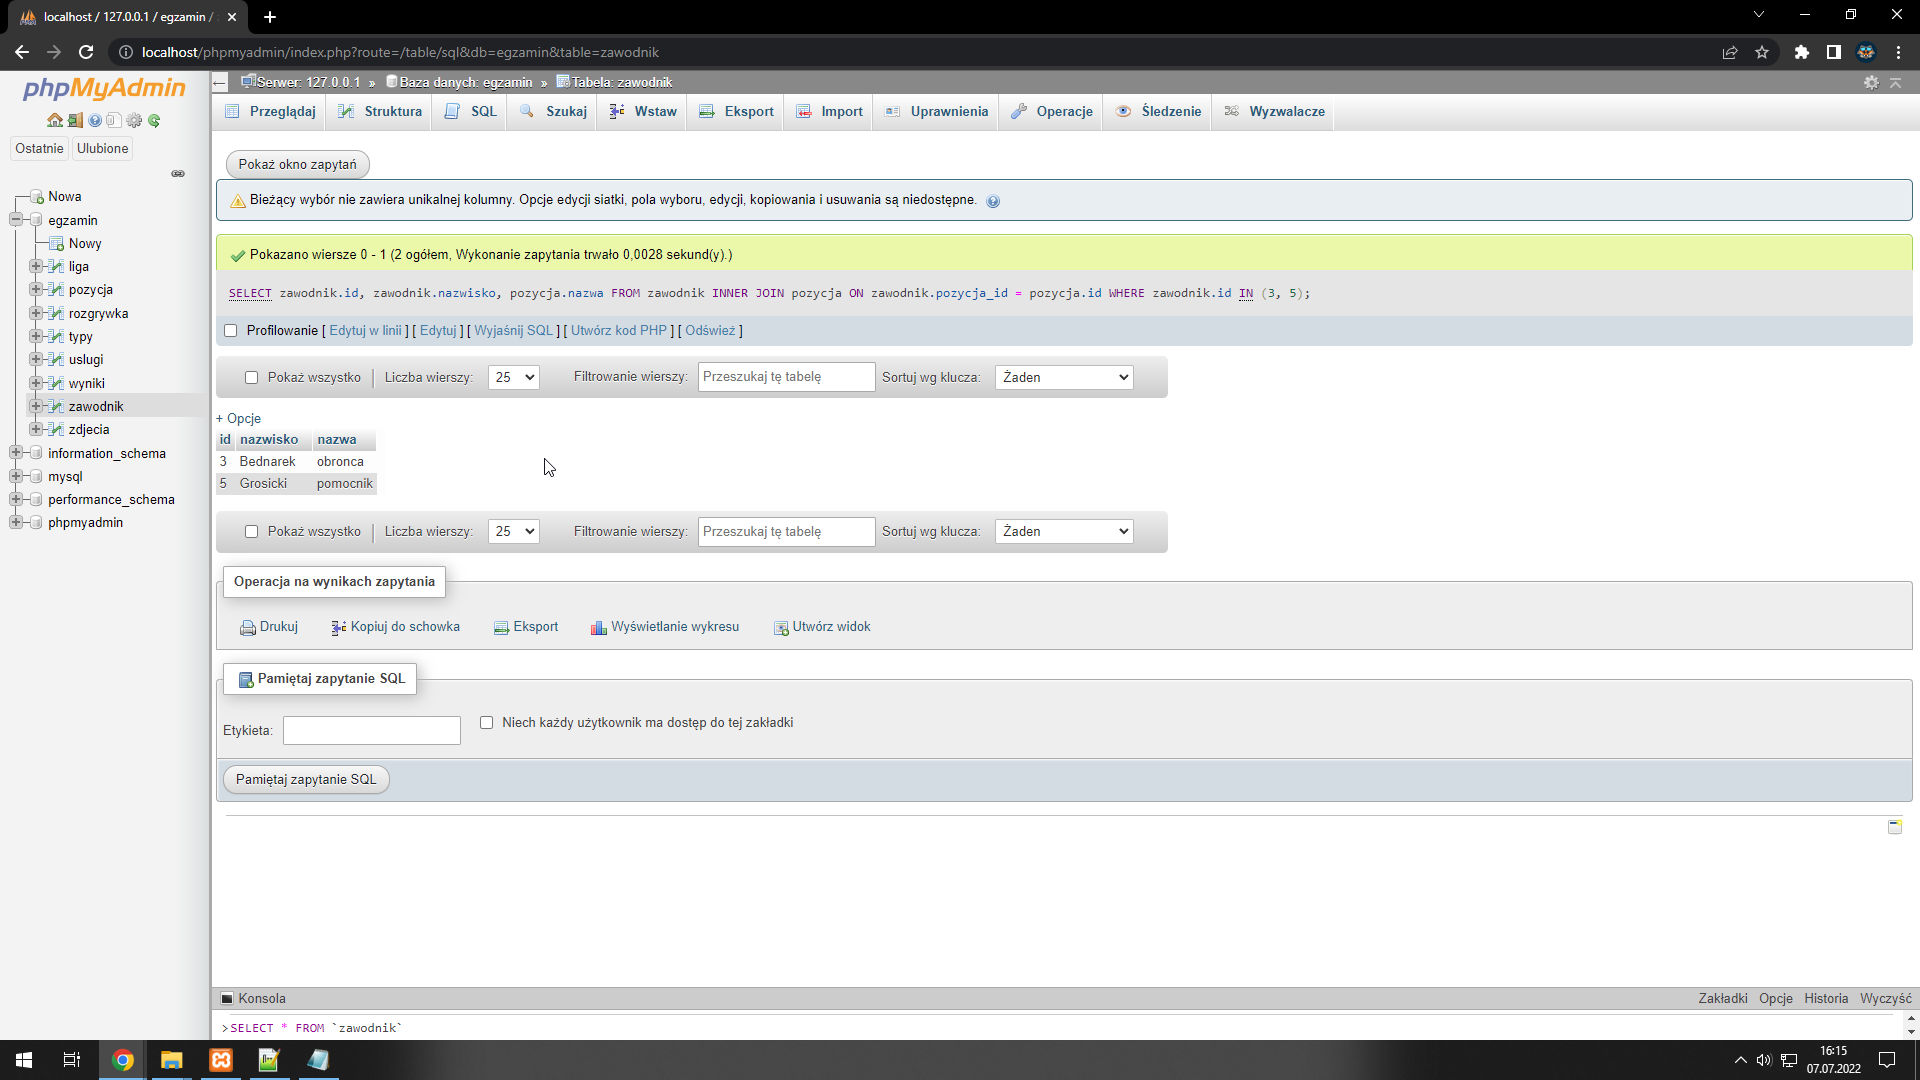 localhost / 127.0.0.1 / egzamin /
localhost/phpmyadmin/index.php?route=/table/sql&db=egzamin&table=zawodnik
phpMyAdmin
Ostatnie
Ulubione
Nowa
egzamin
Nowy
liga
pozycja
rozgrywka
typy
uslugi
wyniki
zawodnik
zdjecia
information_schema
mysql
performance_schema
phpmyadmin
Serwer: 127.0.0.1 » Baza danych: egzamin » Tabela: zawodnik
Przeglądaj Struktura SQL Szukaj Wstaw Eksport Import Uprawnienia Operacje Śledzenie Wyzwalacze
Pokaż okno zapytań
Bieżący wybór nie zawiera unikalnej kolumny. Opcje edycji siatki, pola wyboru, edycji, kopiowania i usuwania są niedostępne.
Pokazano wiersze 0 - 1 (2 ogółem, Wykonanie zapytania trwało 0,0028 sekund(y).)
SELECT zawodnik.id, zawodnik.nazwisko, pozycja.nazwa FROM zawodnik INNER JOIN pozycja ON zawodnik.pozycja_id = pozycja.id WHERE zawodnik.id IN (3, 5);
Profilowanie [ Edytuj w linii ] [ Edytuj ] [ Wyjaśnij SQL ] [ Utwórz kod PHP ] [ Odśwież ]
Pokaż wszystko Liczba wierszy: 25 Filtrowanie wierszy: Przeszukaj tę tabelę Sortuj wg klucza: Żaden
+ Opcje
id nazwisko nazwa
3 Bednarek obronca
5 Grosicki pomocnik
Pokaż wszystko Liczba wierszy: 25 Filtrowanie wierszy: Przeszukaj tę tabelę Sortuj wg klucza: Żaden
Operacja na wynikach zapytania
Drukuj Kopiuj do schowka Eksport Wyświetlanie wykresu Utwórz widok
Pamiętaj zapytanie SQL
Etykieta: Niech każdy użytkownik ma dostęp do tej zakładki
Pamiętaj zapytanie SQL
Konsola Zakładki Opcje Historia Wyczyść
>SELECT * FROM `zawodnik`
16:15
07.07.2022